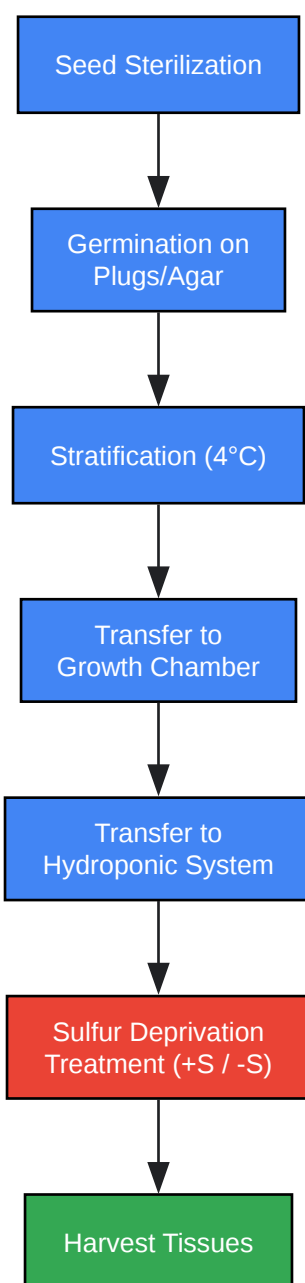 Seed Sterilization
Germination on
Plugs/Agar
Stratification (4°C)
Transfer to
Growth Chamber
Transfer to
Hydroponic System
Sulfur Deprivation
Treatment (+S / -S)
Harvest Tissues